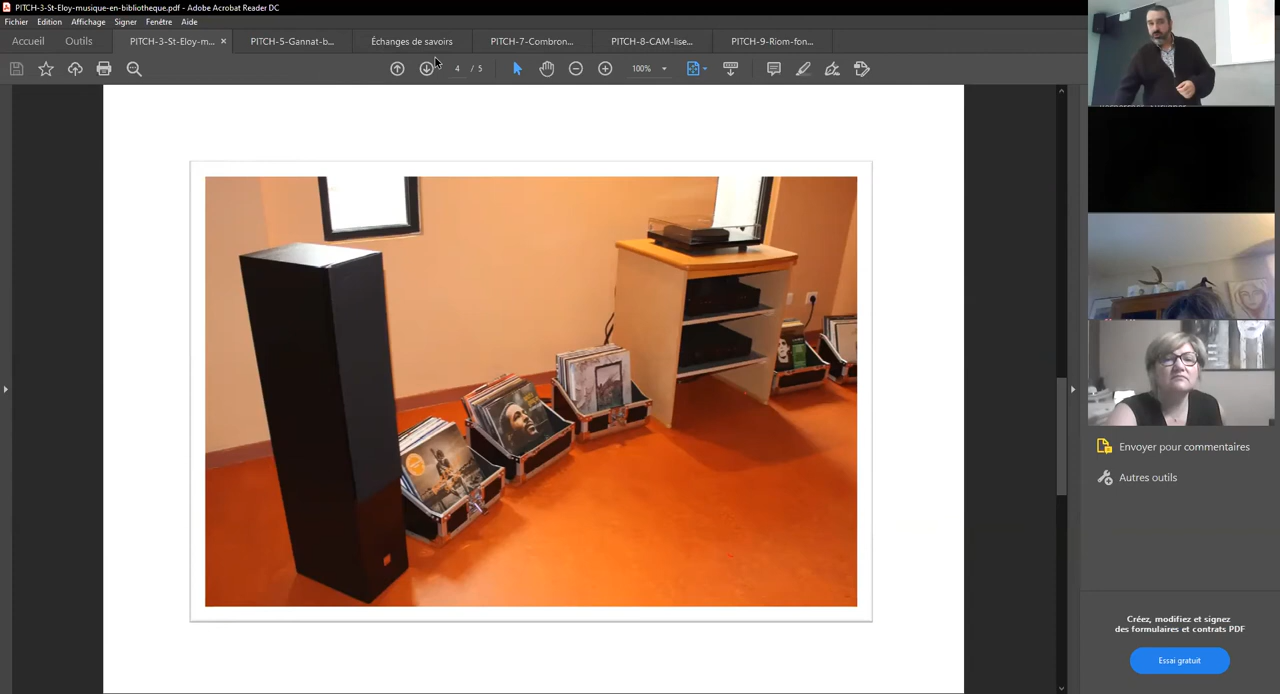 PITCH-3-St-Eloy-musique-en-bibliotheque.pdf - Adobe Acrobat Reader DC
Fichier Edition Affichage Signer Fenêtre Aide
Accueil Outils PITCH-3-St-Eloy-m... × PITCH-5-Gannat-b... Échanges de savoirs PITCH-7-Combron... PITCH-8-CAM-lise... PITCH-9-Riom-fon...
4 / 5 100%
Envoyer pour commentaires
Autres outils
Créez, modifiez et signez
des formulaires et contrats PDF
Essai gratuit